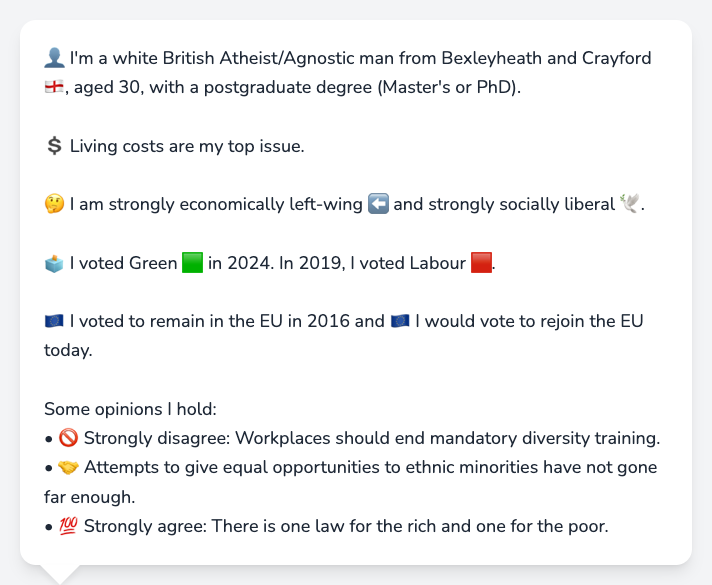 👤 I'm a white British Atheist/Agnostic man from Bexleyheath and Crayford
🏴󠁧󠁢󠁥󠁮󠁧󠁿, aged 30, with a postgraduate degree (Master's or PhD).
💲 Living costs are my top issue.
🤔 I am strongly economically left-wing ⬅️ and strongly socially liberal 🕊️.
🗳️ I voted Green 🟩 in 2024. In 2019, I voted Labour 🟥.
🇪🇺 I voted to remain in the EU in 2016 and 🇪🇺 I would vote to rejoin the EU
today.
Some opinions I hold:
• 🚫 Strongly disagree: Workplaces should end mandatory diversity training.
• 🤝 Attempts to give equal opportunities to ethnic minorities have not gone
far enough.
• 💯 Strongly agree: There is one law for the rich and one for the poor.